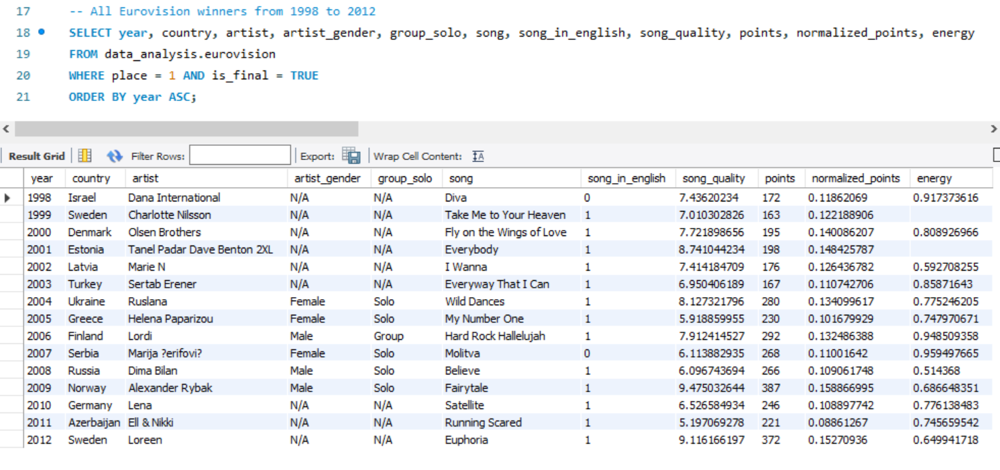 17 -- All Eurovision winners from 1998 to 2012
18 SELECT year, country, artist, artist_gender, group_solo, song, song_in_english, song_quality, points, normalized_points, energy
19 FROM data_analysis.eurovision
20 WHERE place = 1 AND is_final = TRUE
21 ORDER BY year ASC;
Result Grid Filter Rows: Export: Wrap Cell Content: IA
year country artist artist_gender group_solo song song_in_english song_quality points normalized_points energy
1998 Israel Dana International N/A N/A Diva 0 7.43620234 172 0.11862069 0.917373616
1999 Sweden Charlotte Nilsson N/A N/A Take Me to Your Heaven 1 7.010302826 163 0.122188906
2000 Denmark Olsen Brothers N/A N/A Fly on the Wings of Love 1 7.721898656 195 0.140086207 0.808926966
2001 Estonia Tanel Padar Dave Benton 2XL N/A N/A Everybody 1 8.741044234 198 0.148425787
2002 Latvia Marie N N/A N/A I Wanna 1 7.414184709 176 0.126436782 0.592708255
2003 Turkey Sertab Erener N/A N/A Everyway That I Can 1 6.950406189 167 0.110742706 0.85871643
2004 Ukraine Ruslana Female Solo Wild Dances 1 8.127321796 280 0.134099617 0.775246205
2005 Greece Helena Paparizou Female Solo My Number One 1 5.918859955 230 0.101679929 0.747970671
2006 Finland Lordi Male Group Hard Rock Hallelujah 1 7.912414527 292 0.132486388 0.948509358
2007 Serbia Marija ?erifovi? Female Solo Molitva 0 6.113882935 268 0.11001642 0.959497665
2008 Russia Dima Bilan Male Solo Believe 1 6.096743694 266 0.109061748 0.514368
2009 Norway Alexander Rybak Male Solo Fairytale 1 9.475032644 387 0.158866995 0.686648351
2010 Germany Lena N/A N/A Satellite 1 6.526584934 246 0.108897742 0.776138483
2011 Azerbaijan Ell & Nikki N/A N/A Running Scared 1 5.197069278 221 0.08861267 0.745659542
2012 Sweden Loreen N/A N/A Euphoria 1 9.116166197 372 0.15270936 0.649941718